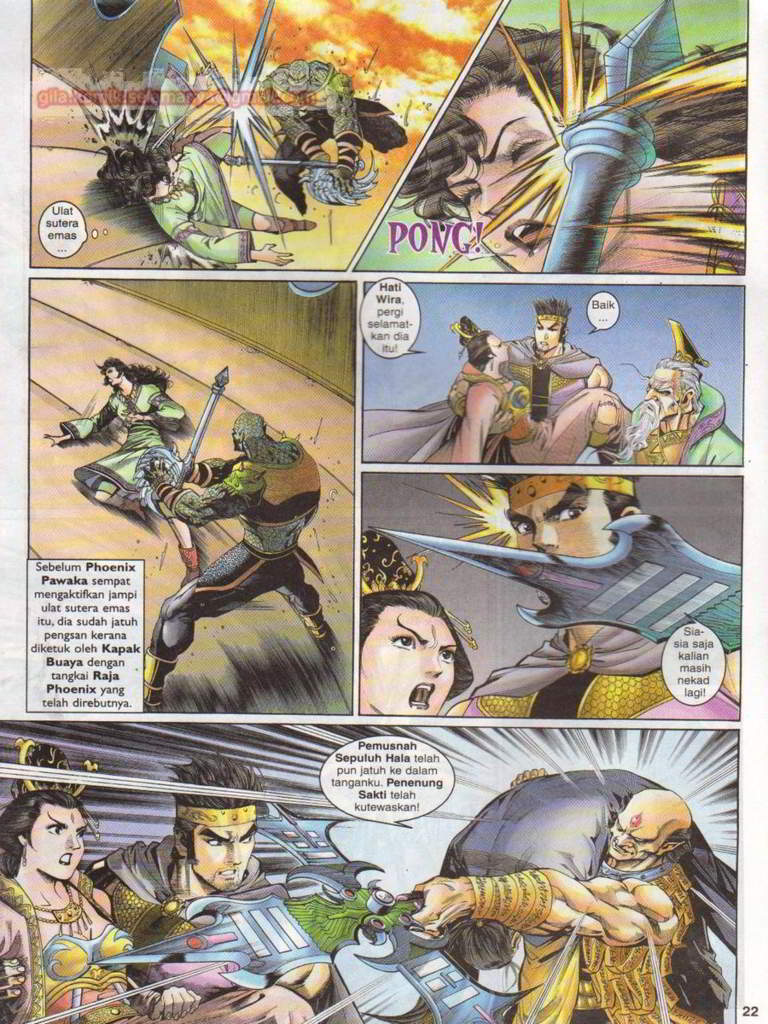 Ulat
sutera
emas
...
PONG!
Sebelum Phoenix
Pawaka sempat
mengaktifkan jampi
ulat sutera emas
itu, dia sudah jatuh
pengsan kerana
diketuk oleh Kapak
Buaya dengan
tangkai Raja
Phoenix yang
telah direbutnya.
Hati
Wira,
pergi
selamat-
kan dia
itu!
Baik
...
Sia-
sia saja
kalian
masih
nekad
lagi!
Pemusnah
Sepuluh Hala telah
pun jatuh ke dalam
tanganku. Penenung
Sakti telah
kutewaskan!
22